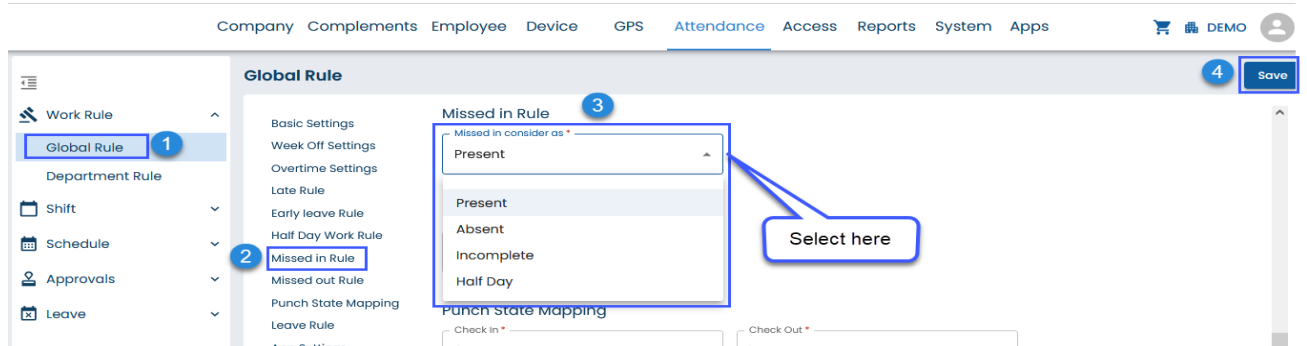 Company Complements Employee Device GPS Attendance Access Reports System Apps DEMO
Global Rule 4 Save
Work Rule
Global Rule 1
Department Rule
Shift
Schedule
Approvals
Leave
Basic Settings
Week Off Settings
Overtime Settings
Late Rule
Early leave Rule
Half Day Work Rule
2 Missed in Rule
Missed out Rule
Punch State Mapping
Leave Rule
App Settings
Missed in Rule 3
Missed in consider as *
Present
Present
Absent
Incomplete
Half Day
Select here
Punch State Mapping
Check In * Check Out *